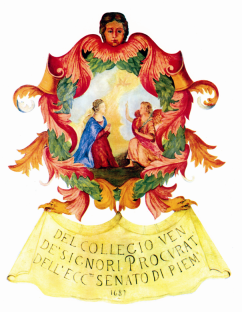 DEL COLLEGIO VEN
DE' SIGNORI PROCVRAT.
DELL'ECC. SENATO DI PIEM.
1687